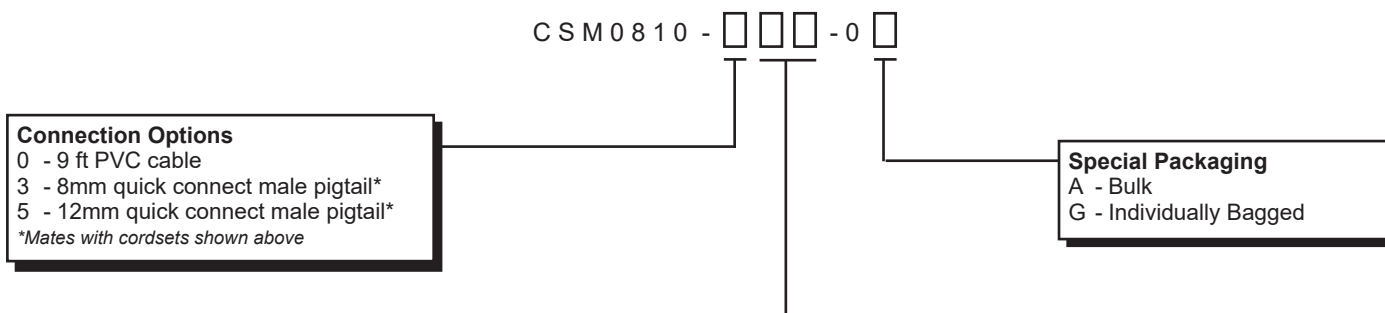 CSM0810-□□□-0□
Connection Options
0 - 9 ft PVC cable
3 - 8mm quick connect male pigtail*
5 - 12mm quick connect male pigtail*
*Mates with cordsets shown above
Special Packaging
A - Bulk
G - Individually Bagged